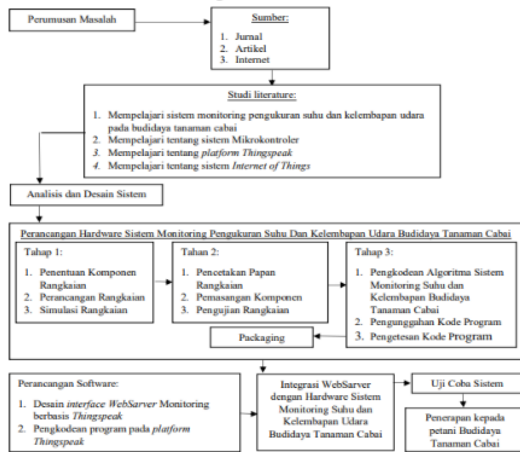 Perumusan Masalah
Sumber:
1. Jurnal
2. Artikel
3. Internet
Studi literature:
1. Mempelajari sistem monitoring pengukuran suhu dan kelembapan udara
pada budidaya tanaman cabai
2. Mempelajari tentang sistem Mikrokontroler
3. Mempelajari tentang platform Thingspeak
4. Mempelajari tentang sistem Internet of Things
Analisis dan Desain Sistem
Perancangan Hardware Sistem Monitoring Pengukuran Suhu Dan Kelembapan Udara Budidaya Tanaman Cabai
Tahap 1:
1. Penentuan Komponen
Rangkaian
2. Perancangan Rangkaian
3. Simulasi Rangkaian
Tahan 2:
1. Pencetakan Papan
Rangkaian
2. Pemasangan Komponen
3. Pengujian Rangkaian
Tahap 3:
1. Pengkodean Algoritma Sistem
Monitoring Suhu dan
Kelembapan Budidaya
Tanaman Cabai
2. Pengunggahan Kode Program
3. Pengetesan Kode Program
Packaging
Perancangan Software:
1. Desain interface WebSarver Monitoring
berbasis Thingspeak
2. Pengkodean program pada platform
Thingspeak
Integrasi WebSarver
dengan Hardware Sistem
Monitoring Suhu dan
Kelembapan Udara
Budidaya Tanaman Cabai
Uji Coba Sistem
Penerapan kepada
petani Budidaya
Tanaman Cabai